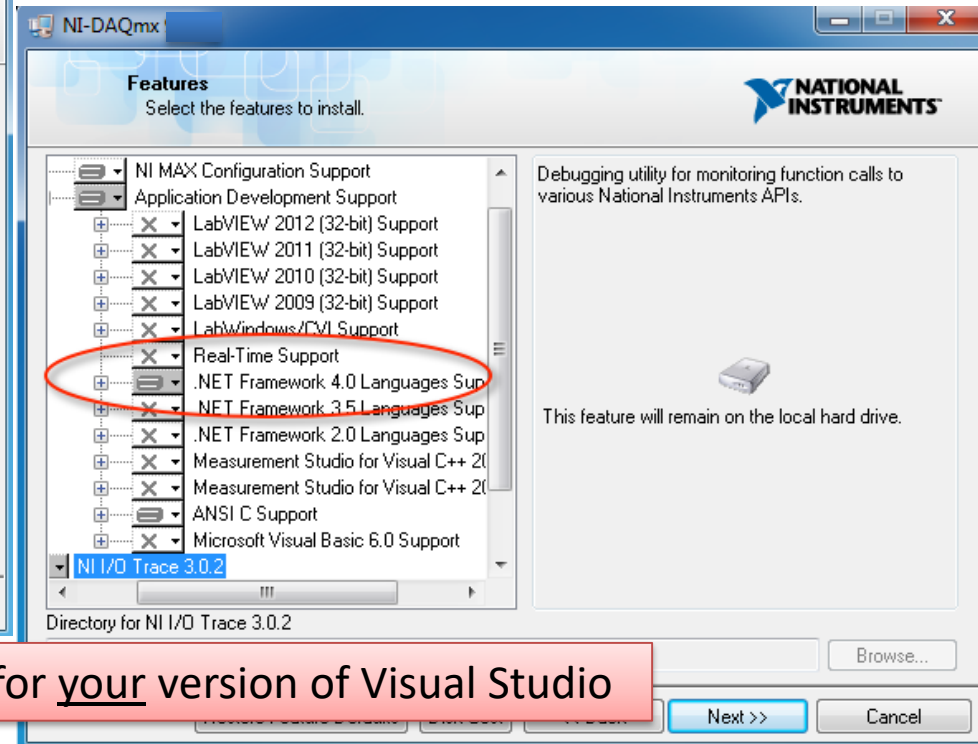 NI-DAQmx
Features
Select the features to install.
NATIONAL
INSTRUMENTS™
NI MAX Configuration Support
Application Development Support
LabVIEW 2012 (32-bit) Support
LabVIEW 2011 (32-bit) Support
LabVIEW 2010 (32-bit) Support
LabVIEW 2009 (32-bit) Support
LabWindows/CVI Support
Real-Time Support
.NET Framework 4.0 Languages Sup
.NET Framework 3.5 Languages Sup
.NET Framework 2.0 Languages Sup
Measurement Studio for Visual C++
Measurement Studio for Visual C++
ANSI C Support
Microsoft Visual Basic 6.0 Support
NI I/O Trace 3.0.2
Debugging utility for monitoring function calls to
various National Instruments APIs.
This feature will remain on the local hard drive.
Directory for NI I/O Trace 3.0.2
Browse...
for your version of Visual Studio
Next >>
Cancel